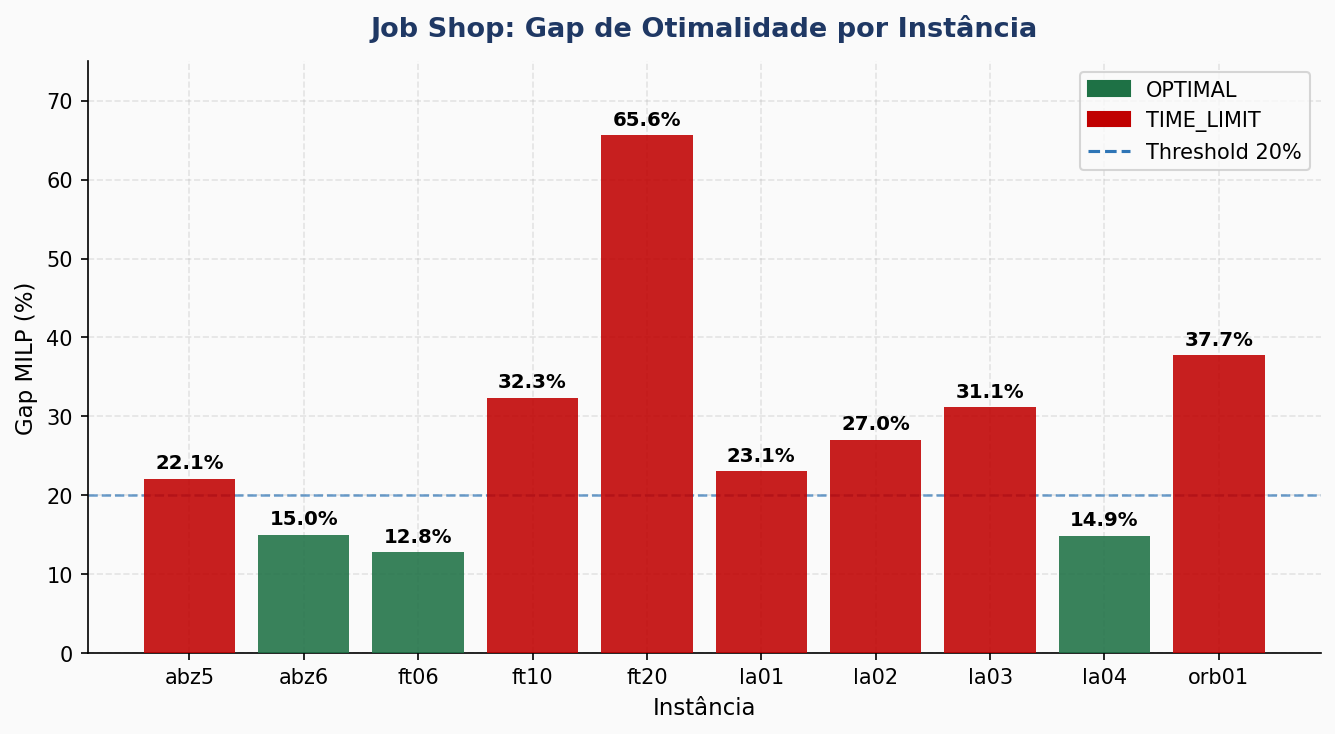 Job Shop: Gap de Otimalidade por Instância
OPTIMAL
TIME_LIMIT
Threshold 20%
Gap MILP (%)
70
60
50
40
30
20
10
0
22.1%
15.0%
12.8%
32.3%
65.6%
23.1%
27.0%
31.1%
14.9%
37.7%
abz5 abz6 ft06 ft10 ft20 la01 la02 la03 la04 orb01
Instância